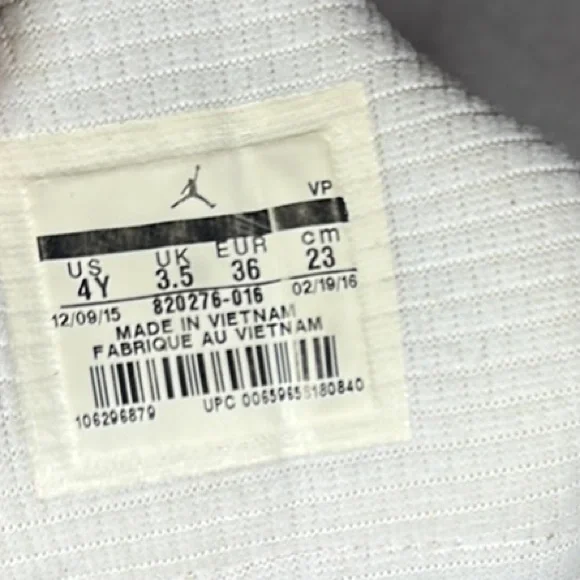 VP
US UK EUR cm
4Y 3.5 36 23
12/09/15 820276-016 02/19/16
MADE IN VIETNAM
FABRIQUE AU VIETNAM
106296879 UPC